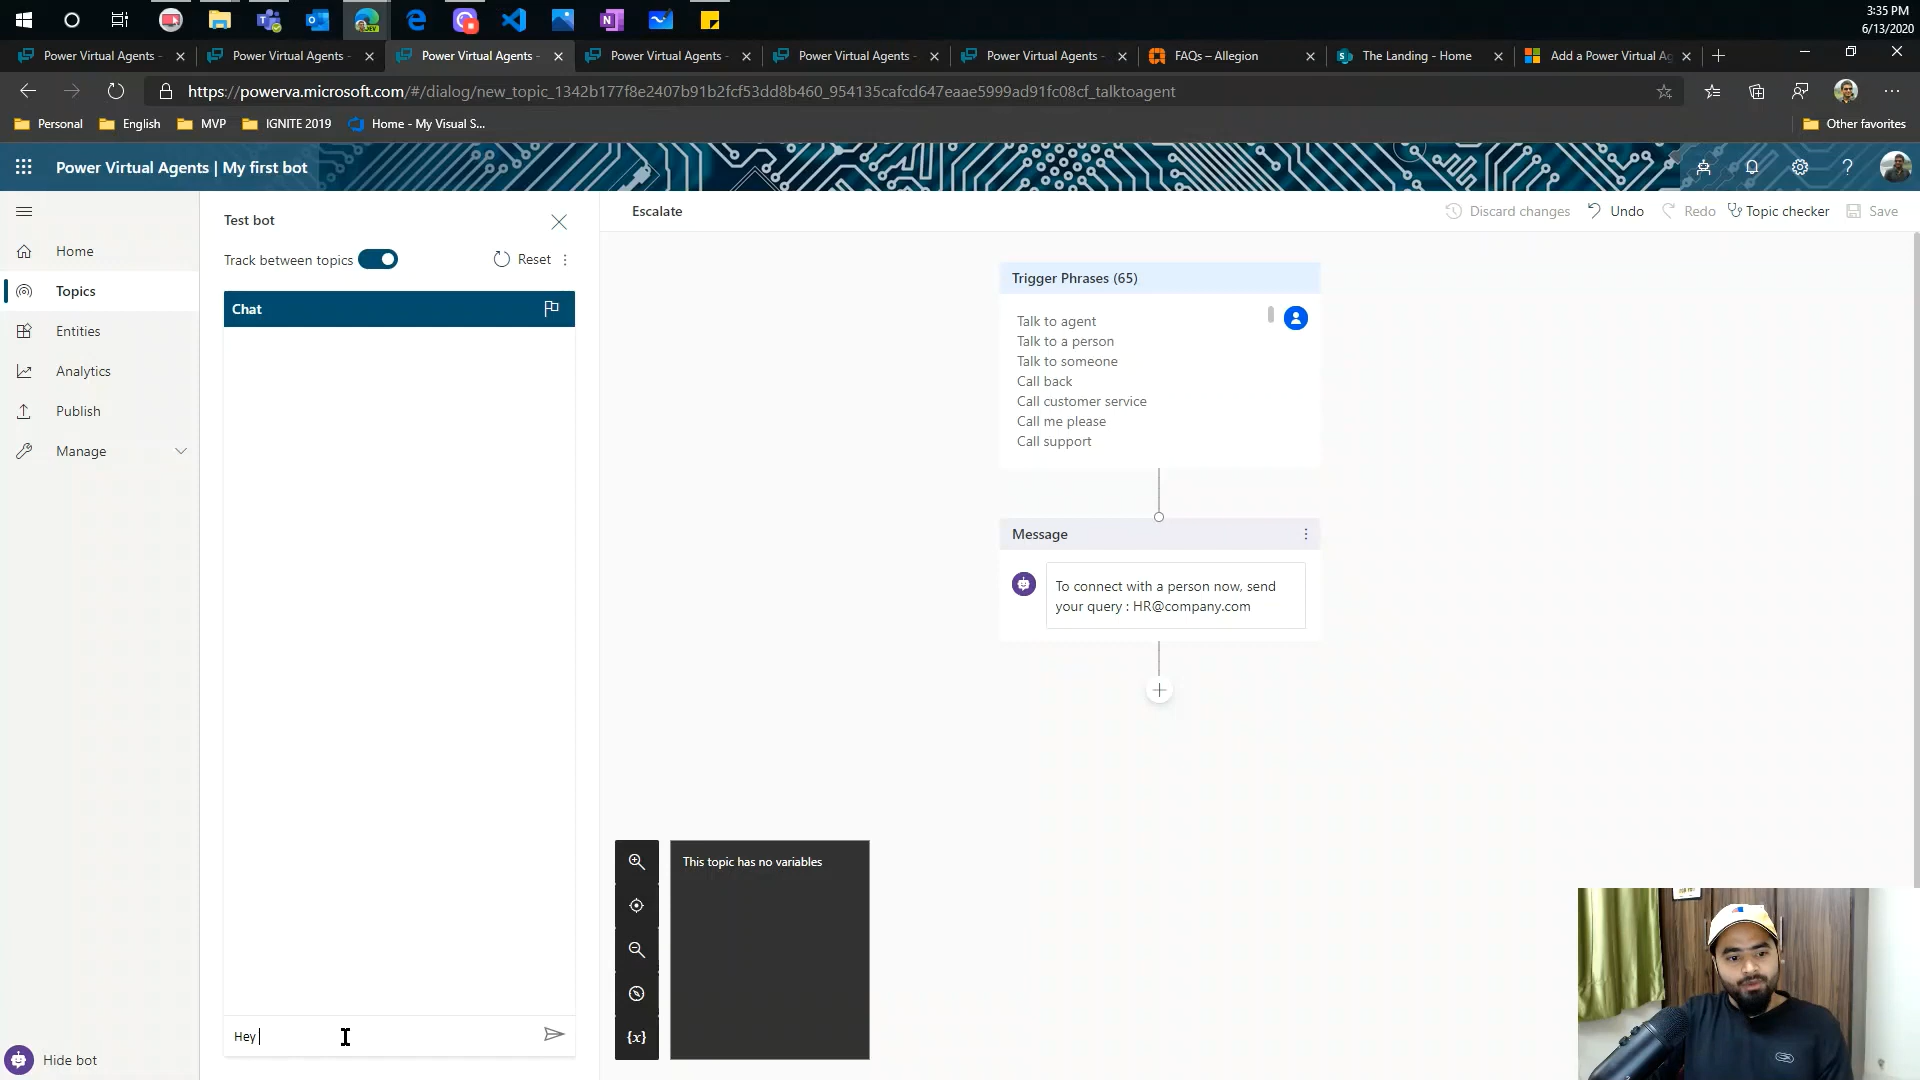 3:35 PM
6/13/2020
Power Virtual Agents -
Power Virtual Agents -
Power Virtual Agents -
Power Virtual Agents -
Power Virtual Agents -
Power Virtual Agents -
FAQs – Allegion
The Landing - Home
Add a Power Virtual Ag
https://powerva.microsoft.com/#/dialog/new_topic_1342b177f8e2407b91b2fcf53dd8b460_954135cafcd647eaae5999ad91fc08cf_talktoagent
Personal
English
MVP
IGNITE 2019
Home - My Visual S...
Other favorites
Power Virtual Agents | My first bot
Home
Topics
Entities
Analytics
Publish
Manage
Hide bot
Test bot
Track between topics
Reset
Chat
Hey
Escalate
Discard changes
Undo
Redo
Topic checker
Save
Trigger Phrases (65)
Talk to agent
Talk to a person
Talk to someone
Call back
Call customer service
Call me please
Call support
Message
To connect with a person now, send
your query : HR@company.com
{x}
This topic has no variables